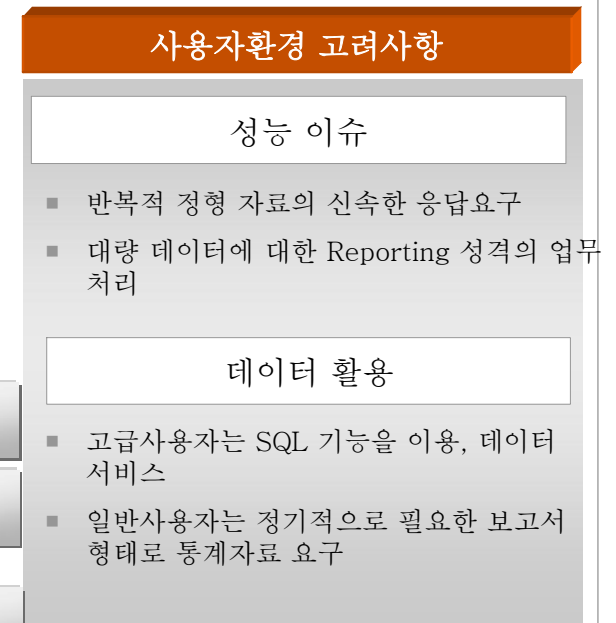 사용자환경 고려사항
성능 이슈
■ 반복적 정형 자료의 신속한 응답요구
■ 대량 데이터에 대한 Reporting 성격의 업무
처리
데이터 활용
■ 고급사용자는 SQL 기능을 이용, 데이터
서비스
■ 일반사용자는 정기적으로 필요한 보고서
형태로 통계자료 요구